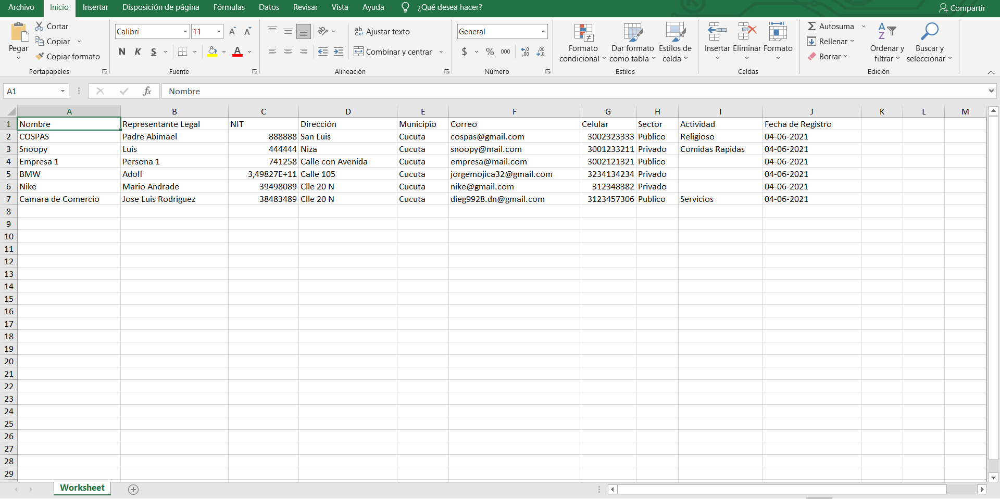 Archivo Inicio Insertar Disposición de página Fórmulas Datos Revisar Vista Ayuda ¿Qué desea hacer? Compartir
Pegar
Cortar
Copiar
Copiar formato
Portapapeles
Calibri 11 A A
N K S A
Fuente
ab Ajustar texto
Combinar y centrar
Alineación
General
$ % 000 ,00 ,00
Número
Formato condicional
Dar formato como tabla
Estilos de celda
Estilos
Insertar Eliminar Formato
Celdas
Autosuma
Rellenar
Borrar
Ordenar y filtrar
Buscar y seleccionar
Edición
A1 fx Nombre
A B C D E F G H I J K L M
1 Nombre Representante Legal NIT Dirección Municipio Correo Celular Sector Actividad Fecha de Registro
2 COSPAS Padre Abimael 888888 San Luis Cucuta cospas@gmail.com 3002323333 Publico Religioso 04-06-2021
3 Snoopy Luis 444444 Niza Cucuta snoopy@mail.com 3001233211 Privado Comidas Rapidas 04-06-2021
4 Empresa 1 Persona 1 741258 Calle con Avenida Cucuta empresa@mail.com 3002121321 Publico 04-06-2021
5 BMW Adolf 3,49827E+11 Calle 105 Cucuta jorgemojica32@gmail.com 3234134234 Privado 04-06-2021
6 Nike Mario Andrade 39498089 Clle 20 N Cucuta nike@gmail.com 312348382 Privado 04-06-2021
7 Camara de Comercio Jose Luis Rodriguez 38483489 Clle 20 N Cucuta dieg9928.dn@gmail.com 3123457306 Publico Servicios 04-06-2021
8
9
10
11
12
13
14
15
16
17
18
19
20
21
22
23
24
25
26
27
28
29
Worksheet